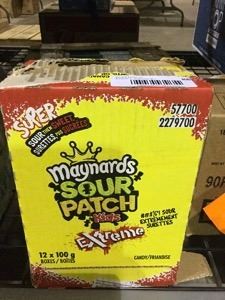 57700
2279700
SUPER
SOUR THEN SWEET
SURETTES, PUIS SUCRÉES
maynards
SOUR
PATCH
Kids
EXtreme
#@$%! SOUR
EXTRÊMEMENT
SURETTES
12 x 100 g
BOXES / BOÎTES
CANDY/FRIANDISE